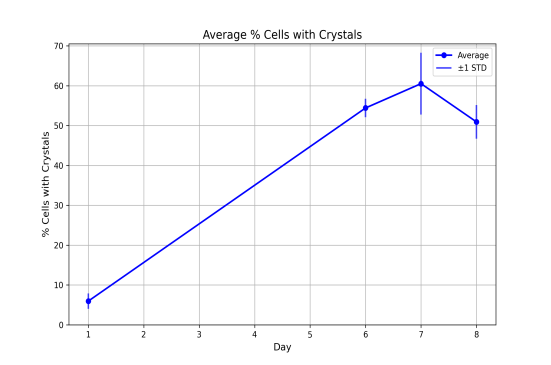 Average % Cells with Crystals
Average
±1 STD
% Cells with Crystals
70
60
50
40
30
20
10
0
1 2 3 4 5 6 7 8
Day